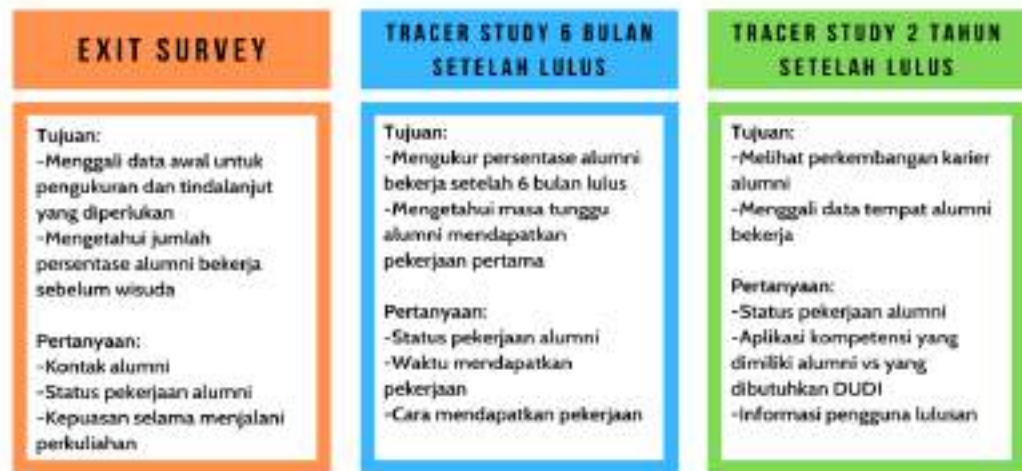 EXIT SURVEY
Tujuan:
-Menggali data awal untuk
pengukuran dan tindalanjut
yang diperlukan
-Mengetahui jumlah
persentase alumni bekerja
sebelum wisuda
Pertanyaan:
-Kontak alumni
-Status pekerjaan alumni
-Kepuasan selama menjalani
perkuliahan
TRACER STUDY 6 BULAN
SETELAH LULUS
Tujuan:
-Mengukur persentase alumni
bekerja setelah 6 bulan lulus
-Mengetahui masa tunggu
alumni mendapatkan
pekerjaan pertama
Pertanyaan:
-Status pekerjaan alumni
-Waktu mendapatkan
pekerjaan
-Cara mendapatkan pekerjaan
TRACER STUDY 2 TAHUN
SETELAH LULUS
Tujuan:
-Melihat perkembangan karier
alumni
-Menggali data tempat alumni
bekerja
Pertanyaan:
-Status pekerjaan alumni
-Aplikasi kompetensi yang
dimiliki alumni vs yang
dibutuhkan DUDI
-Informasi pengguna lulusan